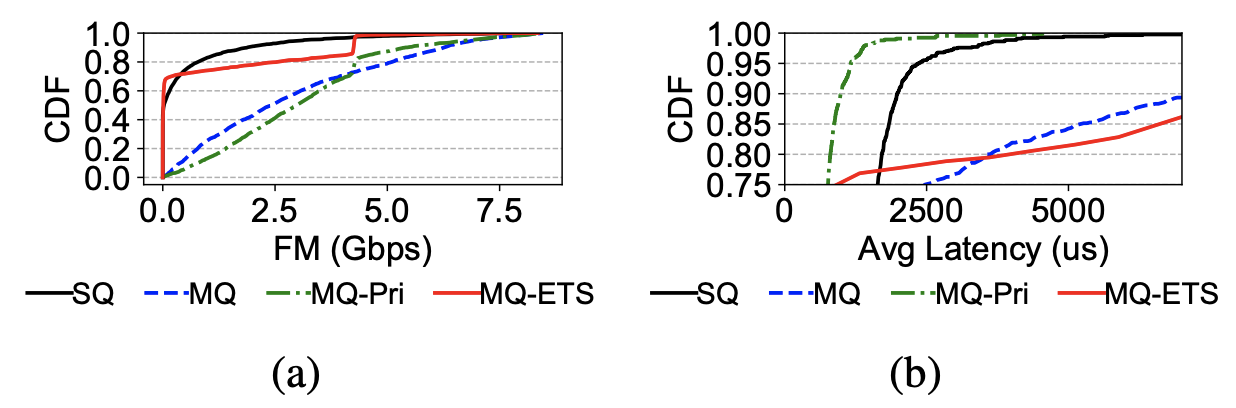 CDF
1.0
0.8
0.6
0.4
0.2
0.0
0.0 2.5 5.0 7.5
FM (Gbps)
SQ MQ MQ-Pri MQ-ETS
(a)
CDF
1.00
0.95
0.90
0.85
0.80
0.75
0 2500 5000
Avg Latency (us)
SQ MQ MQ-Pri MQ-ETS
(b)